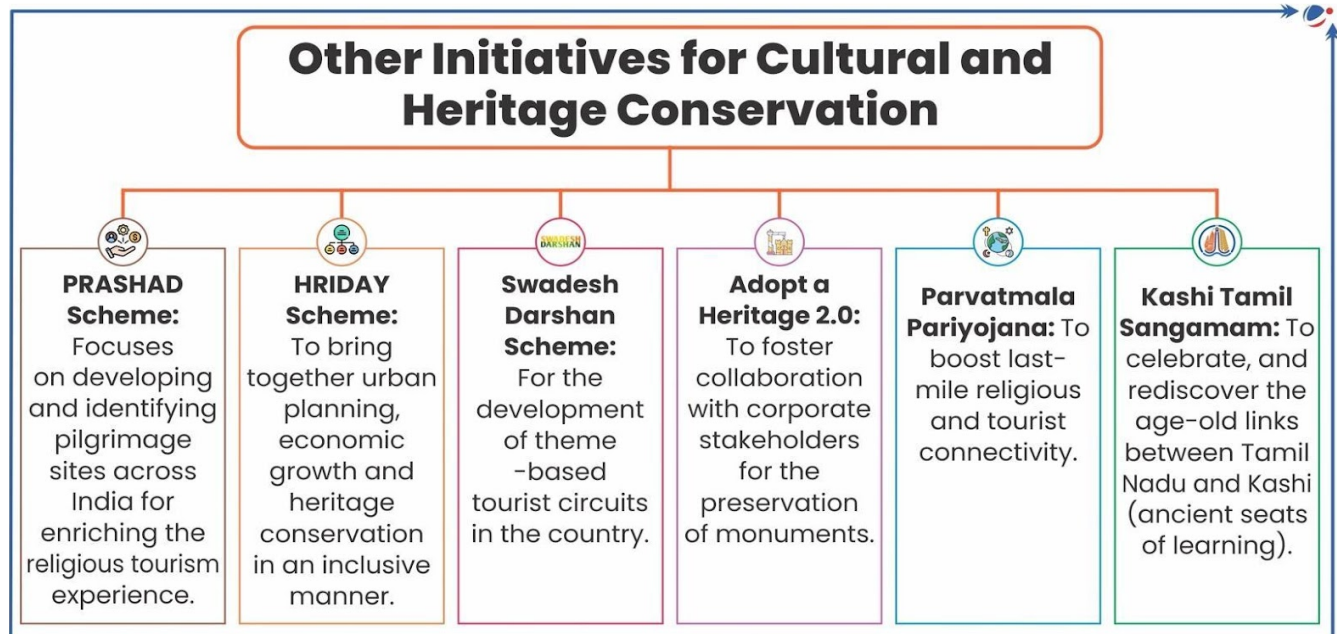 Other Initiatives for Cultural and
Heritage Conservation
PRASHAD
Scheme:
Focuses
on developing
and identifying
pilgrimage
sites across
India for
enriching the
religious tourism
experience.
HRIDAY
Scheme:
To bring
together urban
planning,
economic
growth and
heritage
conservation
in an inclusive
manner.
SWADESH
DARSHAN
Swadesh
Darshan
Scheme:
For the
development
of theme
-based
tourist circuits
in the country.
Adopt a
Heritage 2.0:
To foster
collaboration
with corporate
stakeholders
for the
preservation
of monuments.
Parvatmala
Pariyojana: To
boost last-
mile religious
and tourist
connectivity.
Kashi Tamil
Sangamam: To
celebrate, and
rediscover the
age-old links
between Tamil
Nadu and Kashi
(ancient seats
of learning).